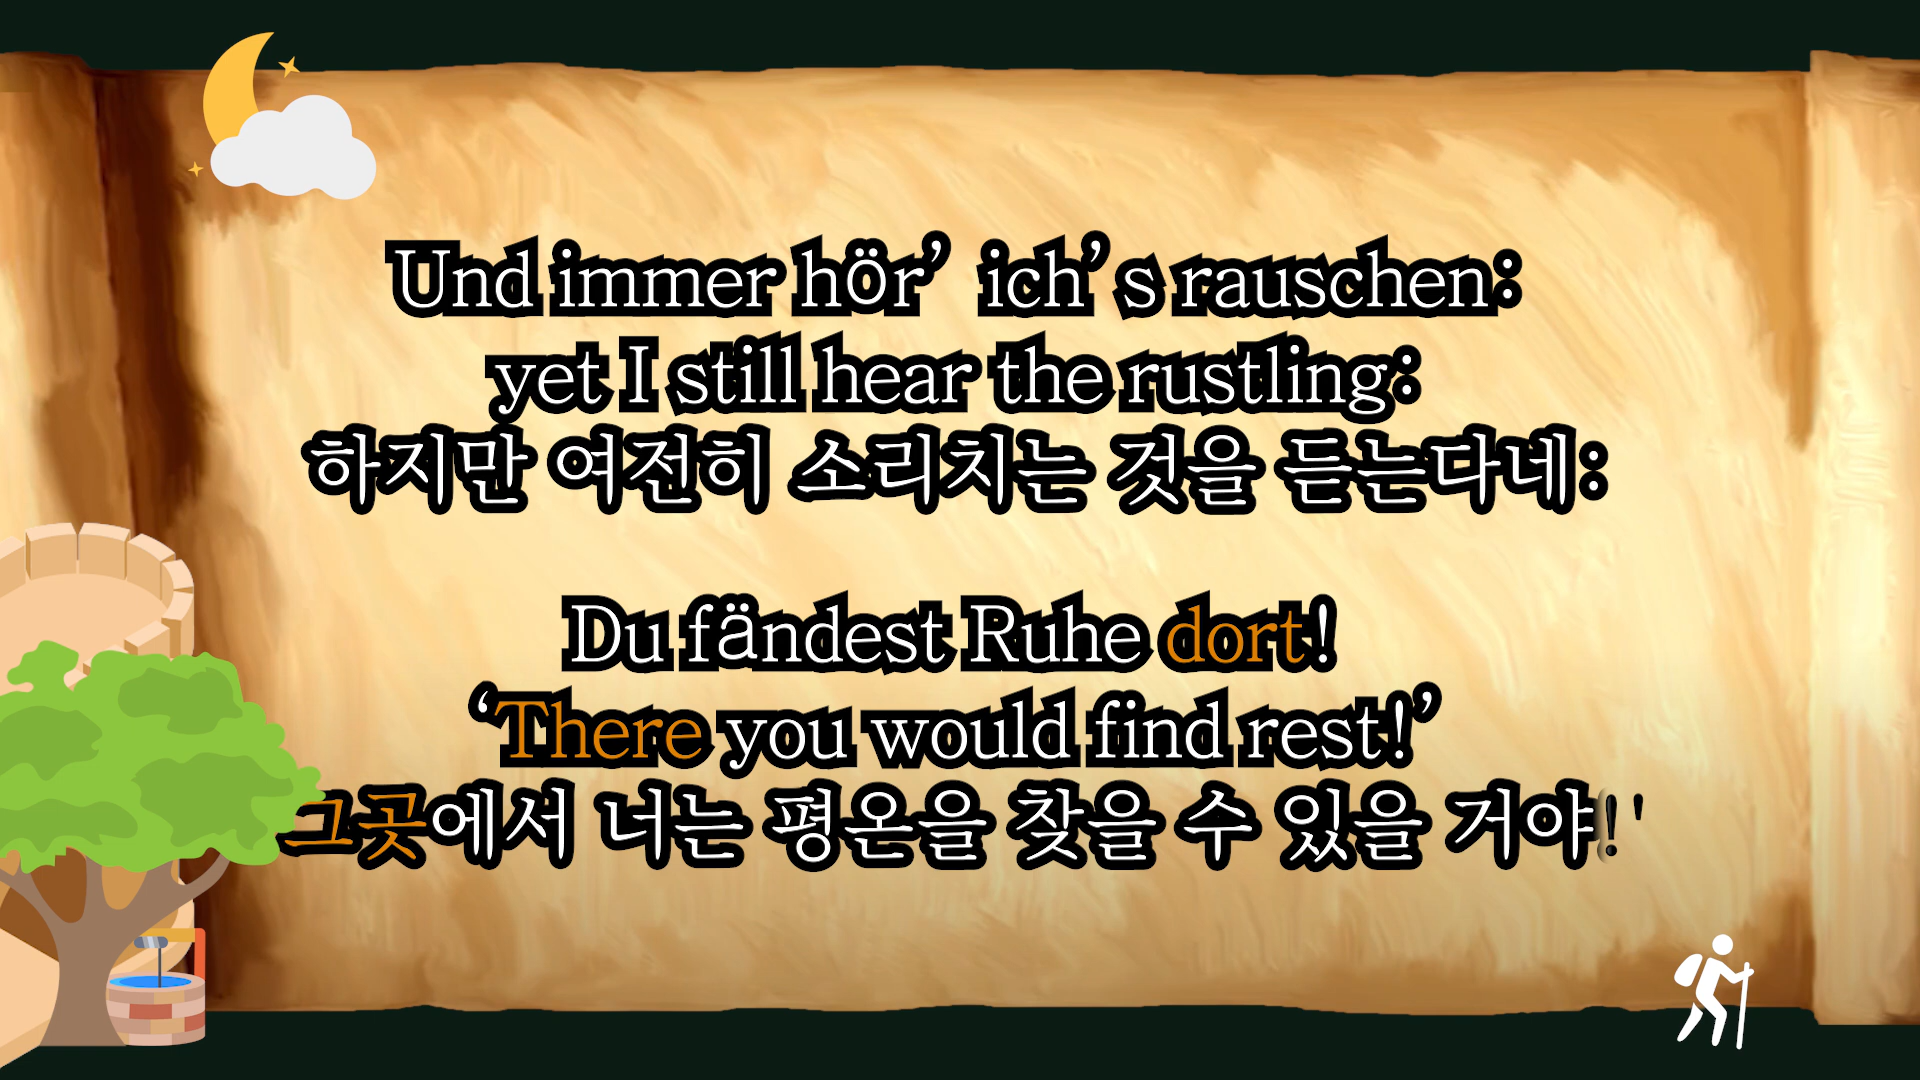 Und immer hör’ ich’s rauschen:
yet I still hear the rustling:
하지만 여전히 소리치는 것을 듣는다네:
Du fändest Ruhe dort!
‘There you would find rest!’
그곳에서 너는 평온을 찾을 수 있을 거야!'